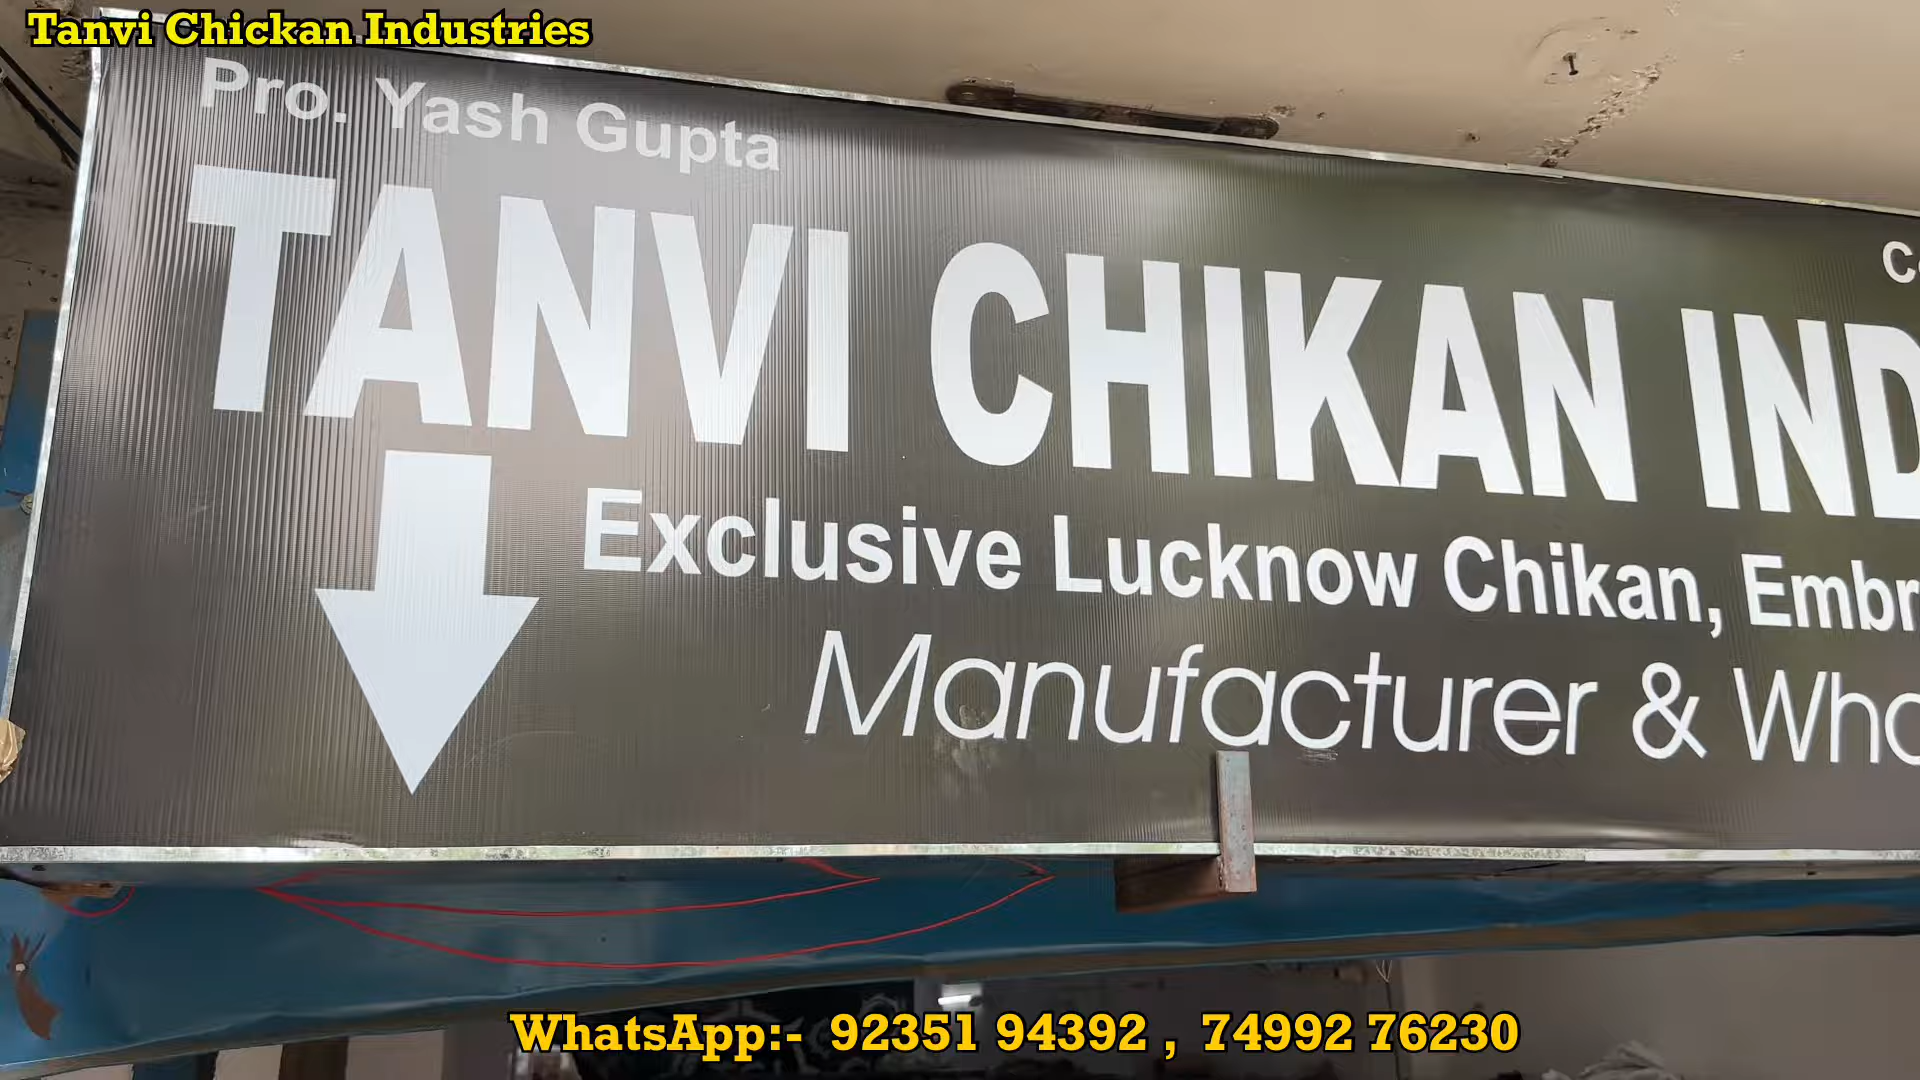 Tanvi Chickan Industries
Pro. Yash Gupta
TANVI CHIKAN IND
Exclusive Lucknow Chikan, Embr
Manufacturer & Who
WhatsApp:- 92351 94392 , 74992 76230